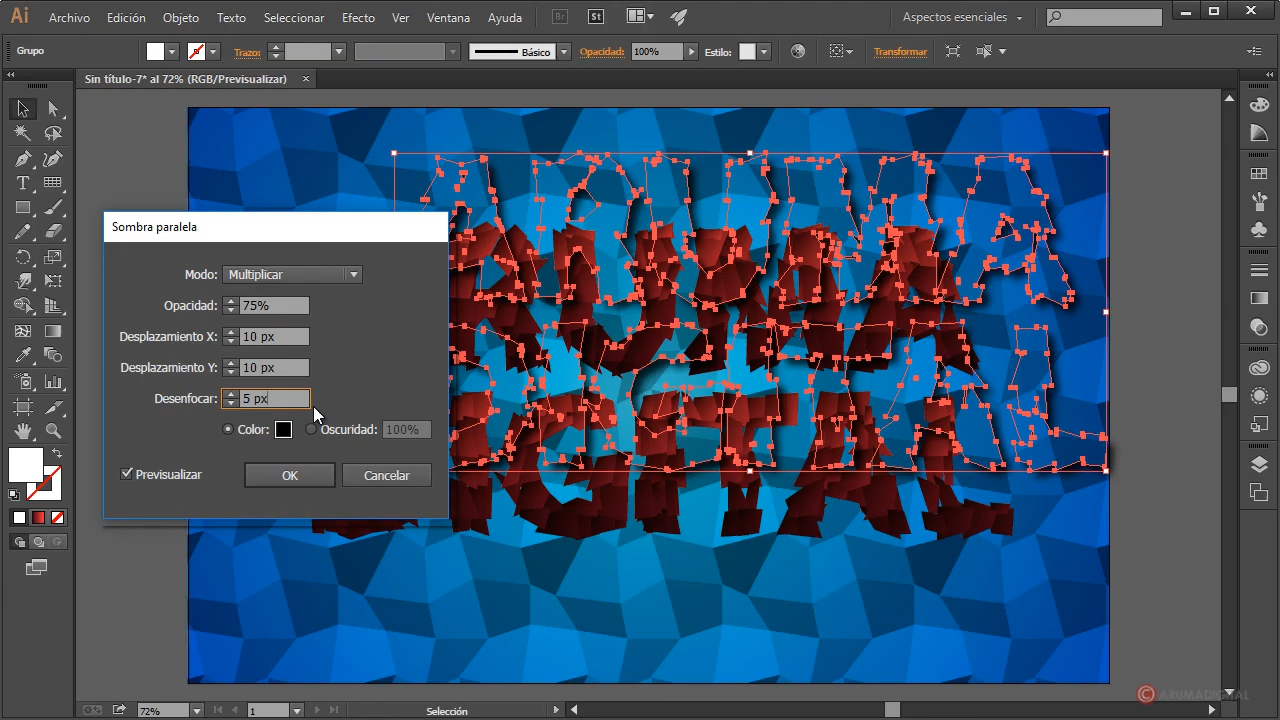 Ai Archivo Edición Objeto Texto Seleccionar Efecto Ver Ventana Ayuda Br St Aspectos esenciales
Grupo Trazo: Básico Opacidad: 100% Estilo: Transformar
Sin título-7* al 72% (RGB/Previsualizar) ×
Sombra paralela
Modo: Multiplicar
Opacidad: 75%
Desplazamiento X: 10 px
Desplazamiento Y: 10 px
Desenfocar: 5 px
Color: Oscuridad: 100%
Previsualizar OK Cancelar
© ARUMADIGITAL
72% 1 Selección